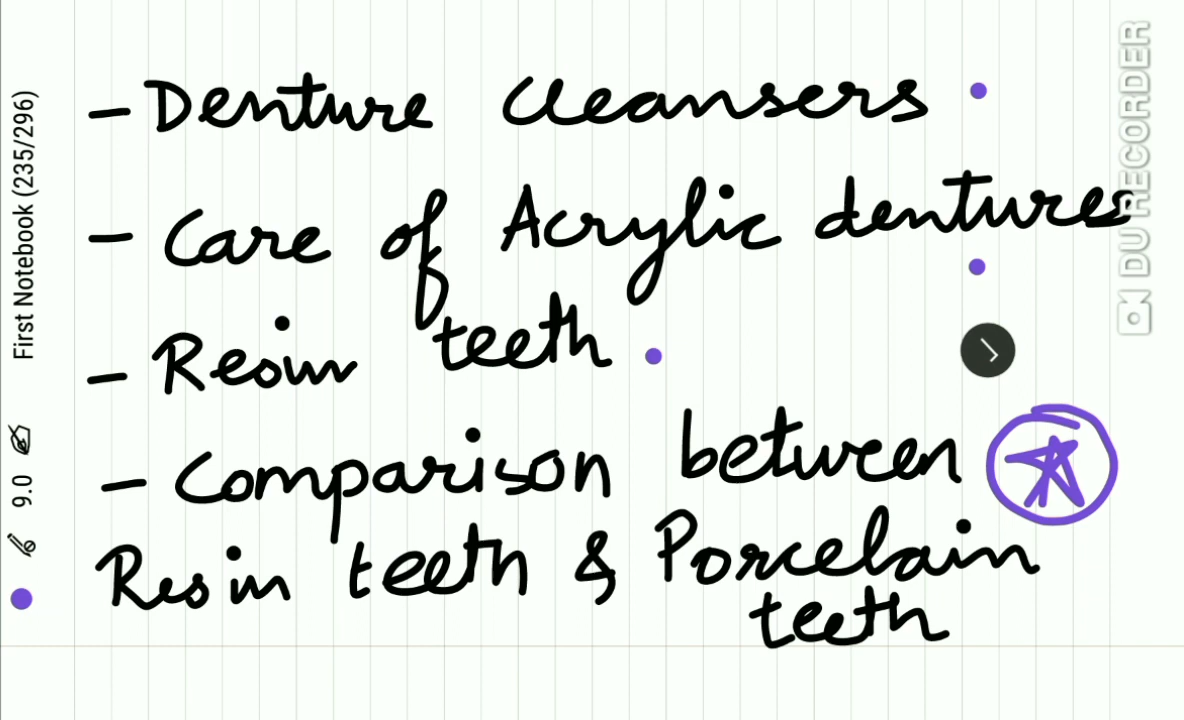 - Denture cleansers
- Care of Acrylic dentures
- Resin teeth
- Comparison between
Resin teeth & Porcelain
teeth
First Notebook (235/296)
9.0
DU RECORDER